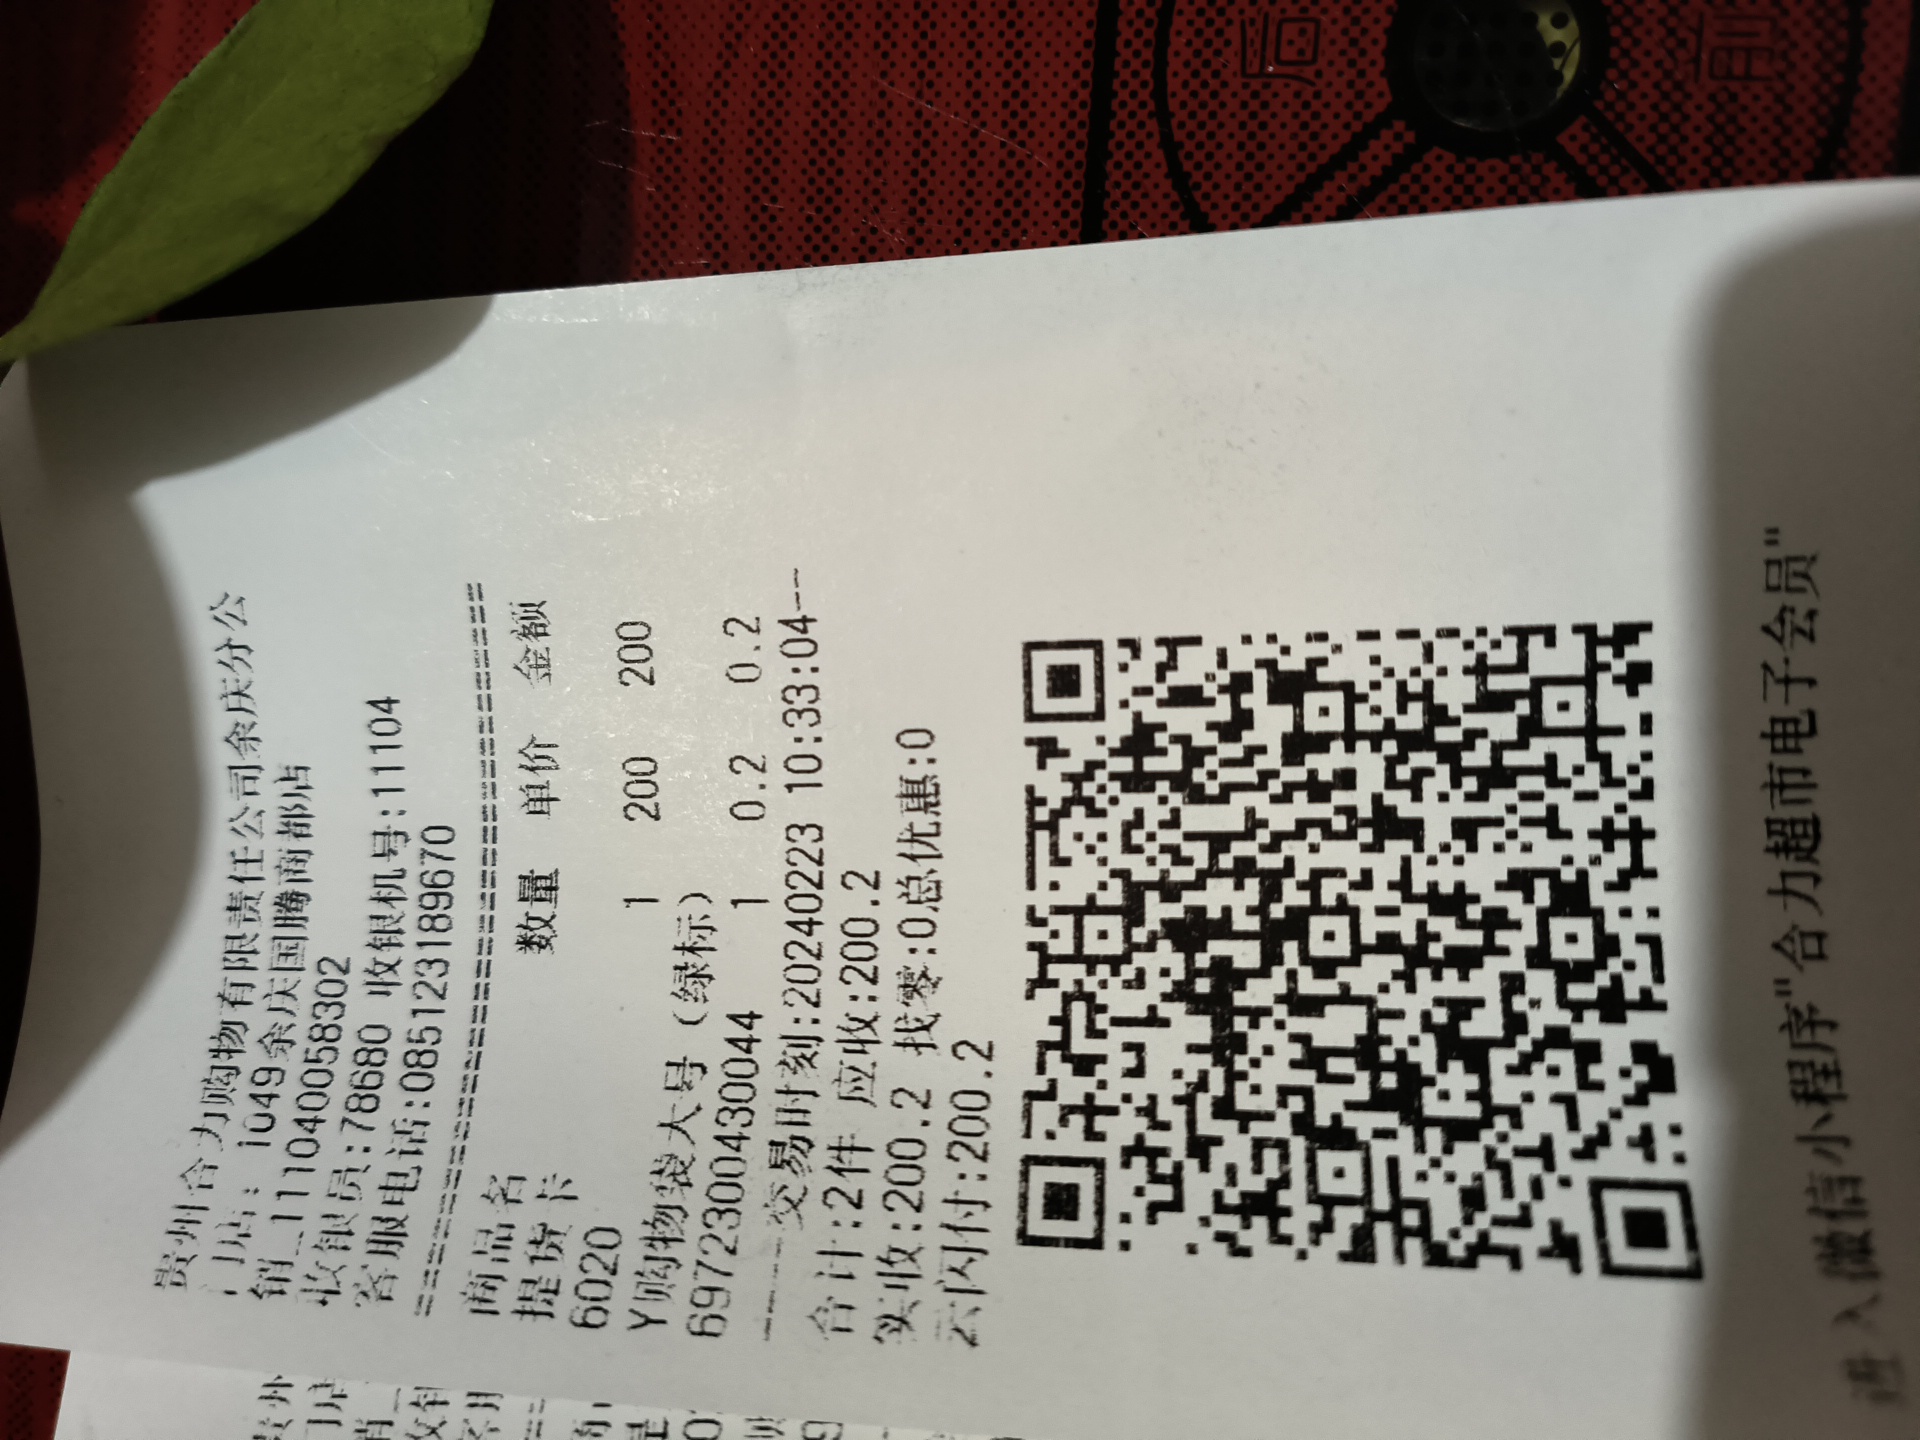 贵州合力购物有限责任公司余庆分公
门店: 1049余庆国腾商都店
销_1110400583​02
收银员:78680 收银机号:11104
客服电话:085123189670
商品名 数量 单价 金额
提货卡
6020 1 200 200
Y购物袋大号(绿标)
6972300430044 1 0.2 0.2
-----交易时刻:20240223 10:33:04--
合计:2件 应收:200.2
实收:200.2 找零:0总优惠:0
云闪付:200.2
进入微信小程序"合力超市电子会员"
后
前